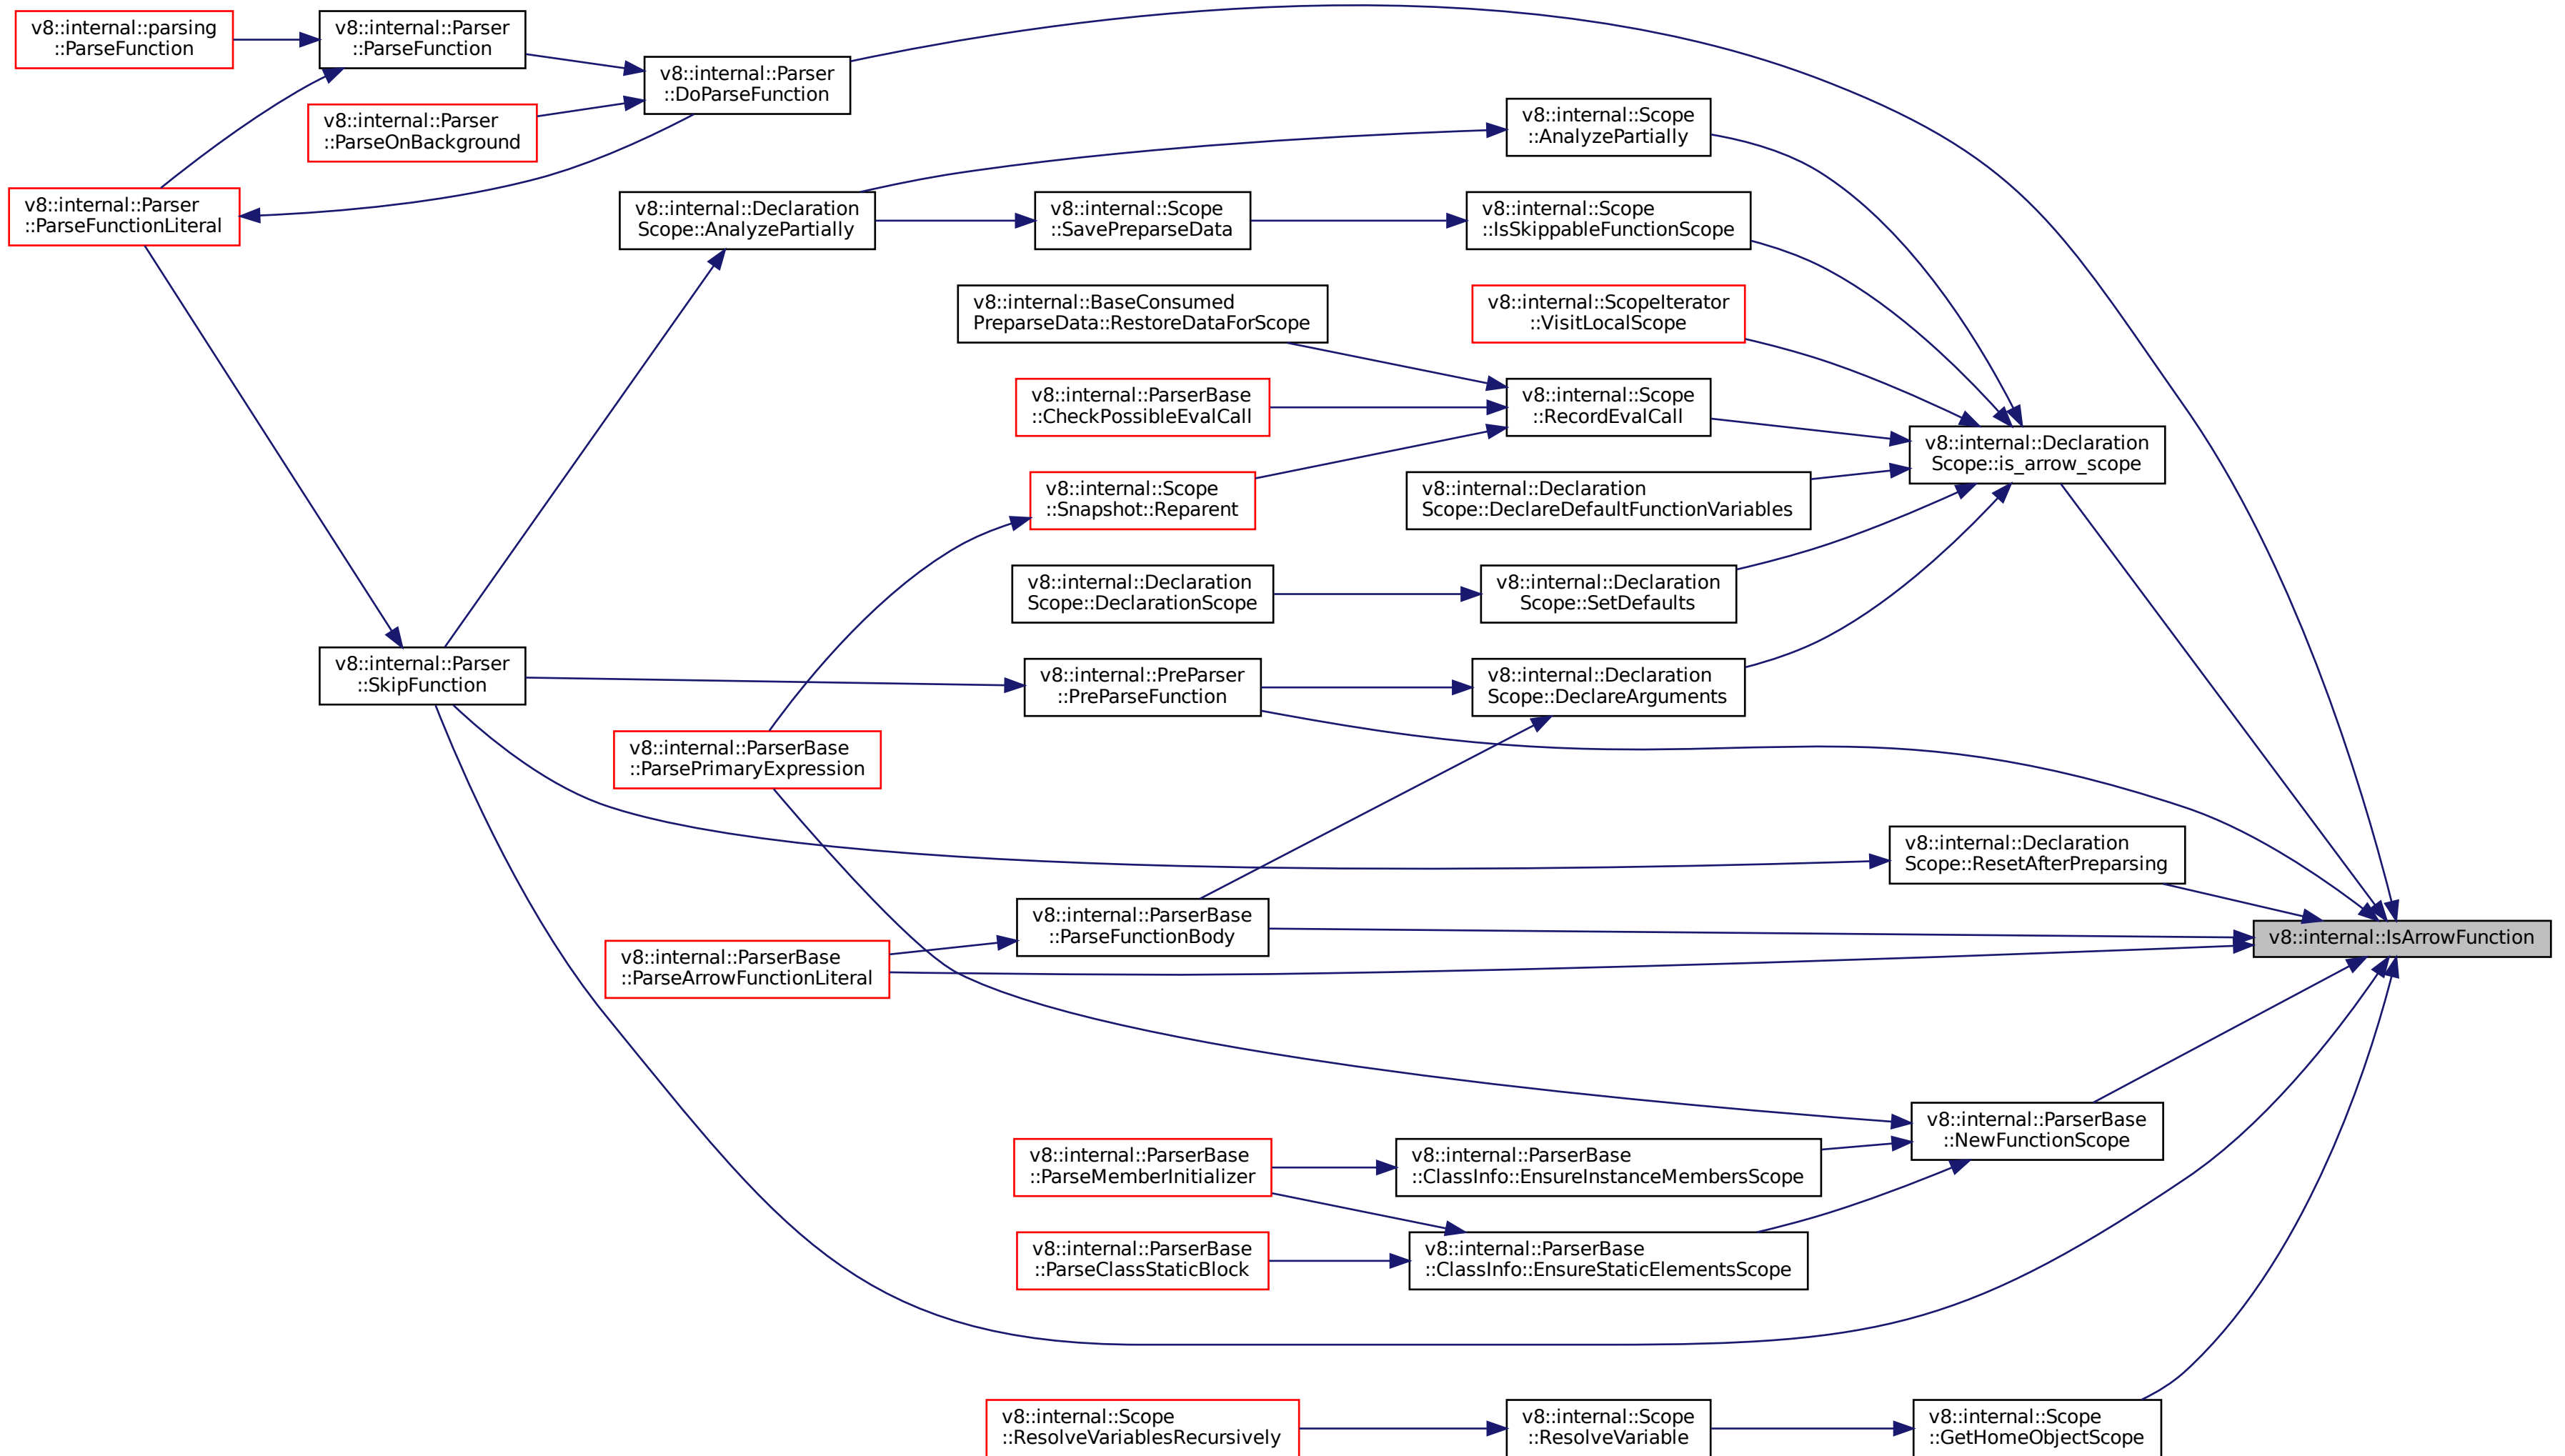 v8::internal::parsing
::ParseFunction
v8::internal::Parser
::ParseFunction
v8::internal::Parser
::DoParseFunction
v8::internal::Parser
::ParseOnBackground
v8::internal::Scope
::AnalyzePartially
v8::internal::Parser
::ParseFunctionLiteral
v8::internal::Declaration
Scope::AnalyzePartially
v8::internal::Scope
::SavePreparseData
v8::internal::Scope
::IsSkippableFunctionScope
v8::internal::BaseConsumed
PreparseData::RestoreDataForScope
v8::internal::ScopeIterator
::VisitLocalScope
v8::internal::ParserBase
::CheckPossibleEvalCall
v8::internal::Scope
::RecordEvalCall
v8::internal::Declaration
Scope::is_arrow_scope
v8::internal::Scope
::Snapshot::Reparent
v8::internal::Declaration
Scope::DeclareDefaultFunctionVariables
v8::internal::Declaration
Scope::DeclarationScope
v8::internal::Declaration
Scope::SetDefaults
v8::internal::Parser
::SkipFunction
v8::internal::PreParser
::PreParseFunction
v8::internal::Declaration
Scope::DeclareArguments
v8::internal::ParserBase
::ParsePrimaryExpression
v8::internal::Declaration
Scope::ResetAfterPreparsing
v8::internal::ParserBase
::ParseFunctionBody
v8::internal::IsArrowFunction
v8::internal::ParserBase
::ParseArrowFunctionLiteral
v8::internal::ParserBase
::NewFunctionScope
v8::internal::ParserBase
::ParseMemberInitializer
v8::internal::ParserBase
::ClassInfo::EnsureInstanceMembersScope
v8::internal::ParserBase
::ParseClassStaticBlock
v8::internal::ParserBase
::ClassInfo::EnsureStaticElementsScope
v8::internal::Scope
::ResolveVariablesRecursively
v8::internal::Scope
::ResolveVariable
v8::internal::Scope
::GetHomeObjectScope